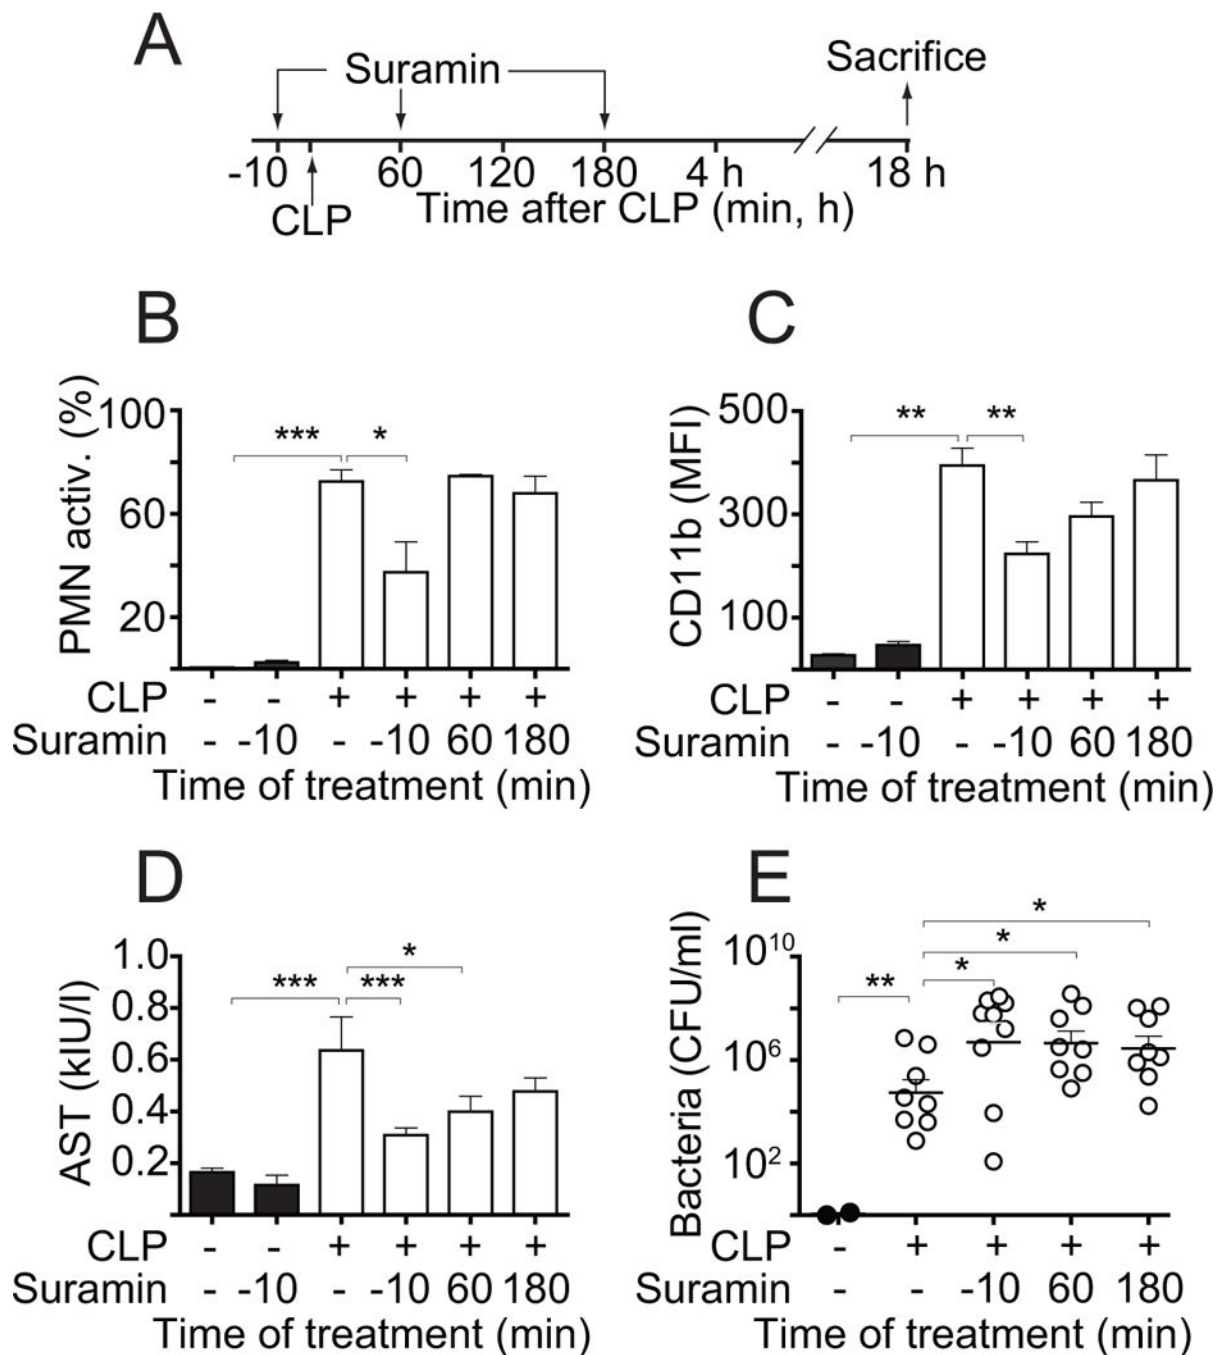 A
Suramin
Sacrifice
-10 60 120 180 4 h 18 h
CLP
Time after CLP (min, h)
B
PMN activ. (%)
100
60
20
*** *
CLP - - + + + +
Suramin - -10 - -10 60 180
Time of treatment (min)
C
CD11b (MFI)
500
300
100
** **
CLP - - + + + +
Suramin - -10 - -10 60 180
Time of treatment (min)
D
AST (kIU/l)
1.0
0.8
0.6
0.4
0.2
*
*** ***
CLP - - + + + +
Suramin - -10 - -10 60 180
Time of treatment (min)
E
Bacteria (CFU/ml)
10¹⁰
10⁶
10²
*
*
*
**
CLP - + + + +
Suramin - - -10 60 180
Time of treatment (min)